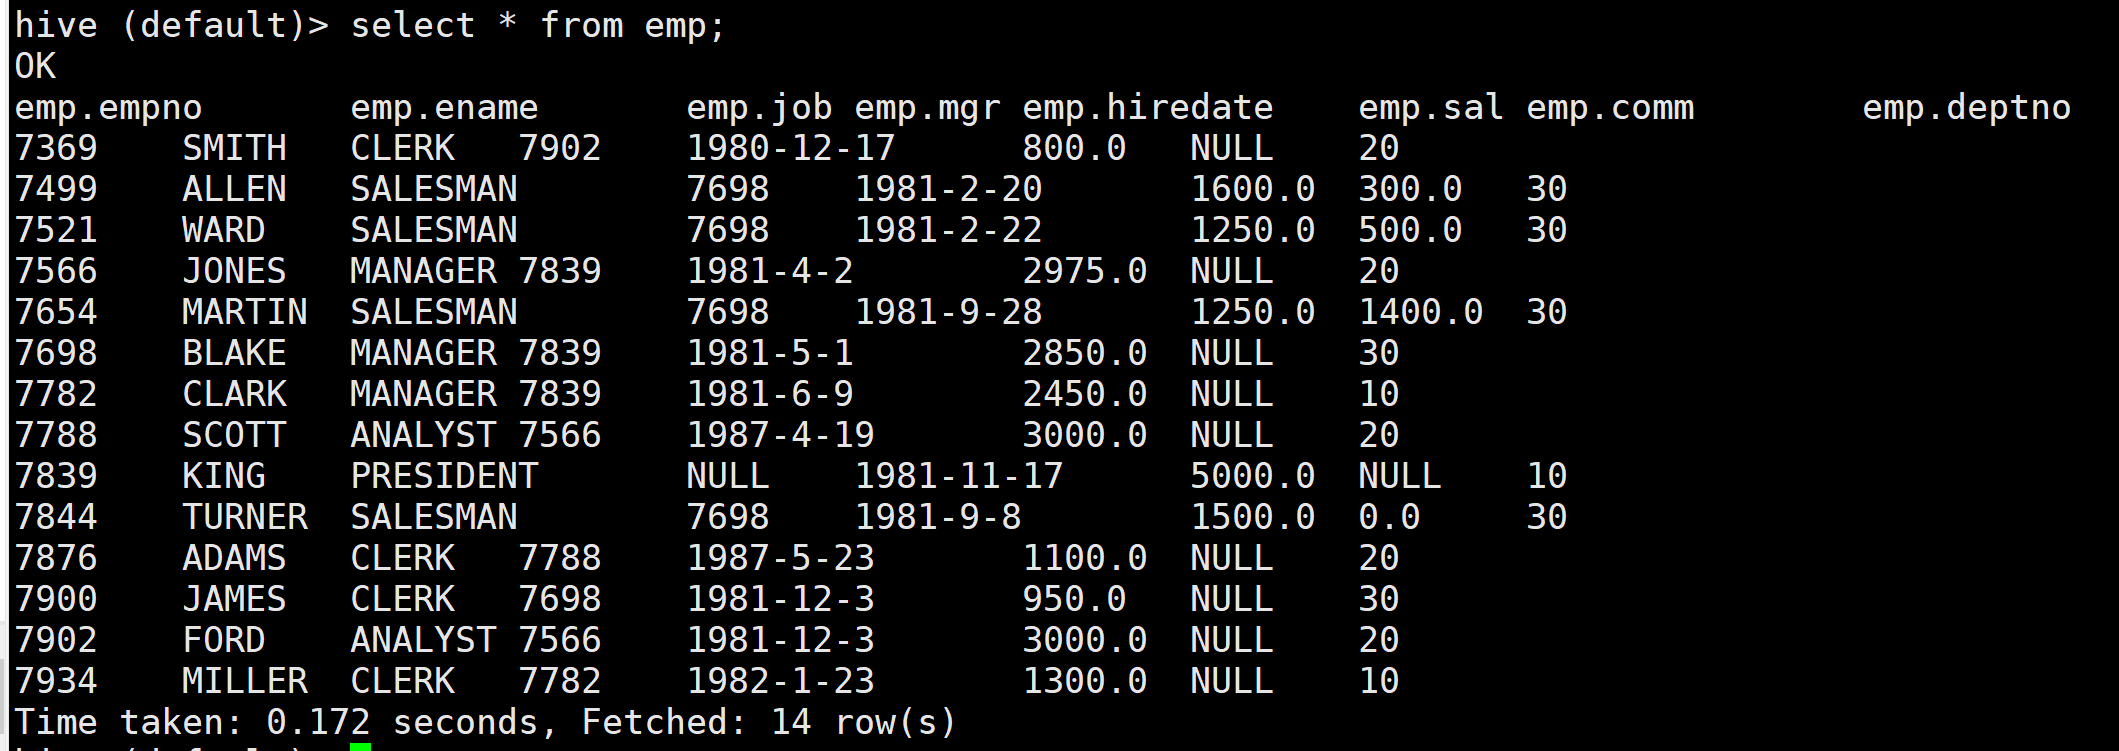 hive (default)> select * from emp;
OK
emp.empno       emp.ename       emp.job emp.mgr emp.hiredate    emp.sal emp.comm        emp.deptno
7369    SMITH   CLERK   7902    1980-12-17      800.0   NULL    20
7499    ALLEN   SALESMAN        7698    1981-2-20       1600.0  300.0   30
7521    WARD    SALESMAN        7698    1981-2-22       1250.0  500.0   30
7566    JONES   MANAGER 7839    1981-4-2        2975.0  NULL    20
7654    MARTIN  SALESMAN        7698    1981-9-28       1250.0  1400.0  30
7698    BLAKE   MANAGER 7839    1981-5-1        2850.0  NULL    30
7782    CLARK   MANAGER 7839    1981-6-9        2450.0  NULL    10
7788    SCOTT   ANALYST 7566    1987-4-19       3000.0  NULL    20
7839    KING    PRESIDENT       NULL    1981-11-17      5000.0  NULL    10
7844    TURNER  SALESMAN        7698    1981-9-8        1500.0  0.0     30
7876    ADAMS   CLERK   7788    1987-5-23       1100.0  NULL    20
7900    JAMES   CLERK   7698    1981-12-3       950.0   NULL    30
7902    FORD    ANALYST 7566    1981-12-3       3000.0  NULL    20
7934    MILLER  CLERK   7782    1982-1-23       1300.0  NULL    10
Time taken: 0.172 seconds, Fetched: 14 row(s)